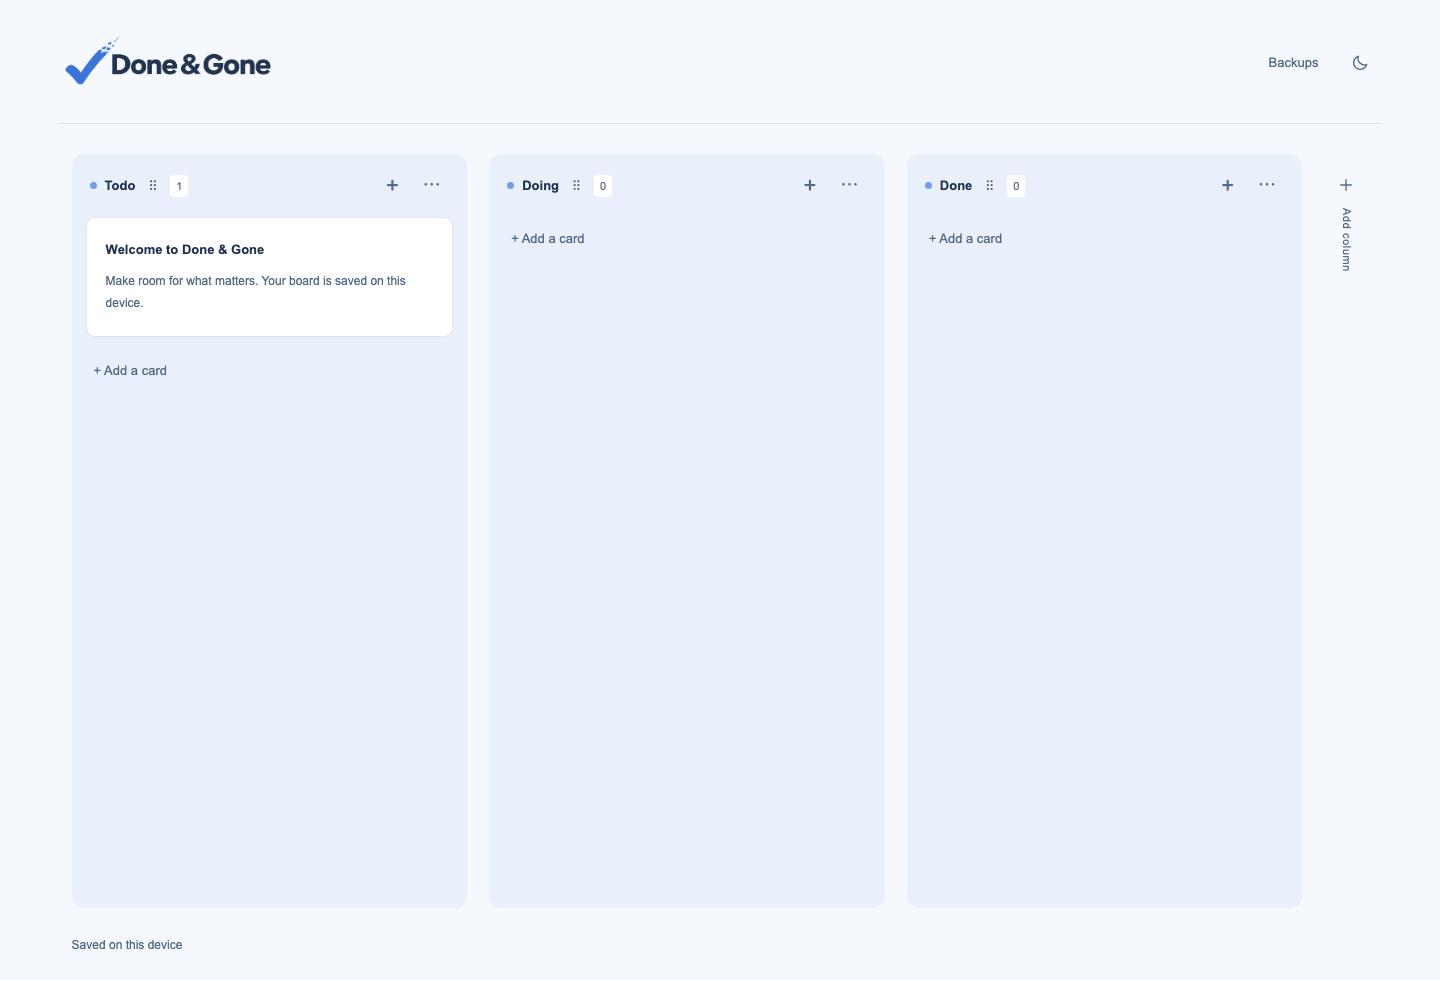 Done & Gone
Backups
Todo
1
+
...
Welcome to Done & Gone
Make room for what matters. Your board is saved on this
device.
+ Add a card
Doing
0
+
...
+ Add a card
Done
0
+
...
+ Add a card
+
Add column
Saved on this device